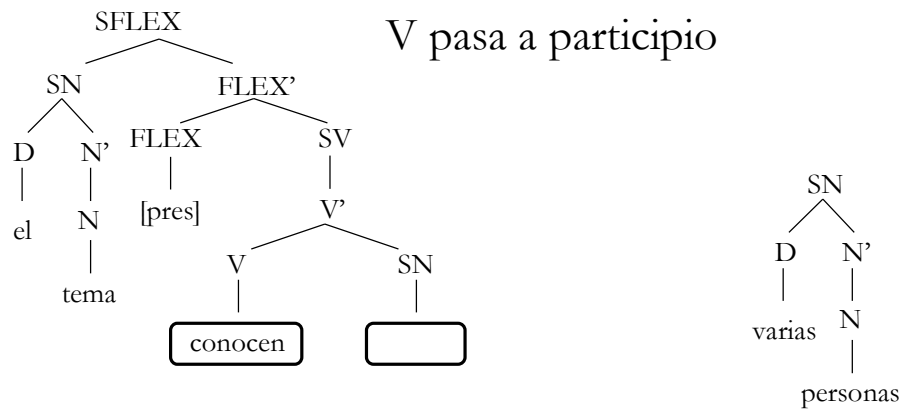 SFLEX
V pasa a participio
SN FLEX’
D N’ FLEX SV
SN
el N [pres] V’
V SN D N’
tema
conocen
varias N
personas